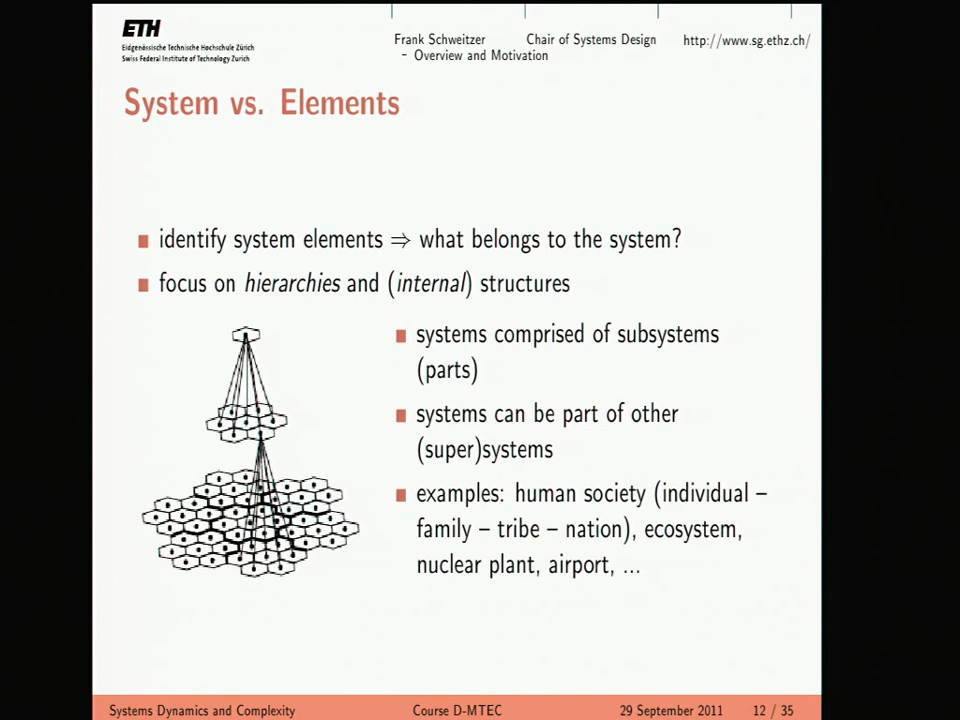 ETH
Eidgenössische Technische Hochschule Zürich
Swiss Federal Institute of Technology Zurich
Frank Schweitzer Chair of Systems Design http://www.sg.ethz.ch/
– Overview and Motivation
System vs. Elements
identify system elements ⇒ what belongs to the system?
focus on hierarchies and (internal) structures
systems comprised of subsystems
(parts)
systems can be part of other
(super)systems
examples: human society (individual –
family – tribe – nation), ecosystem,
nuclear plant, airport, ...
Systems Dynamics and Complexity Course D-MTEC 29 September 2011 12 / 35